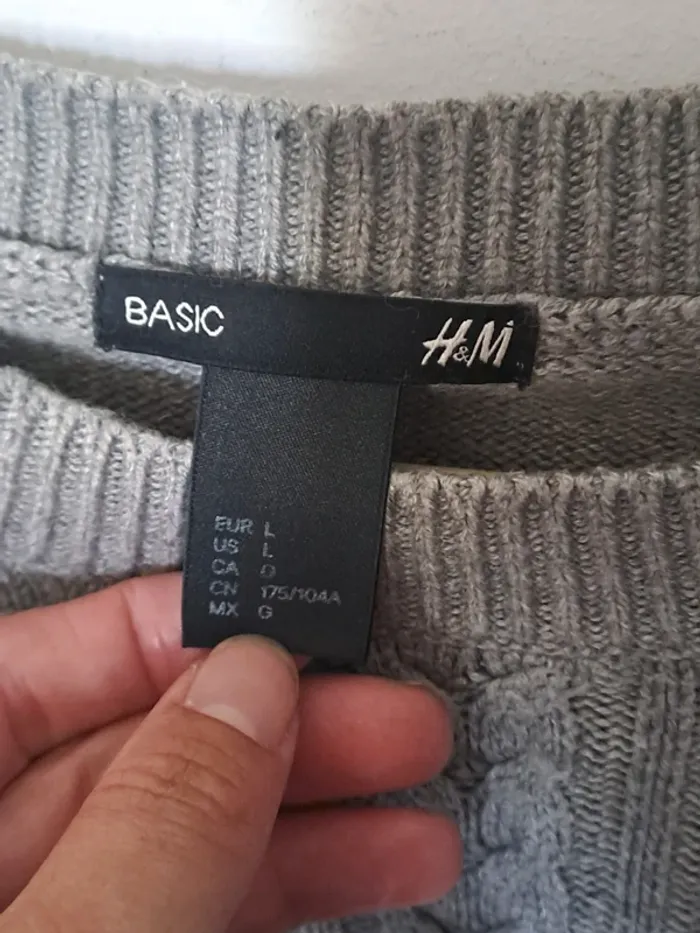 BASIC
H&M
EUR L
US L
CA
CN 175/104A
MX G